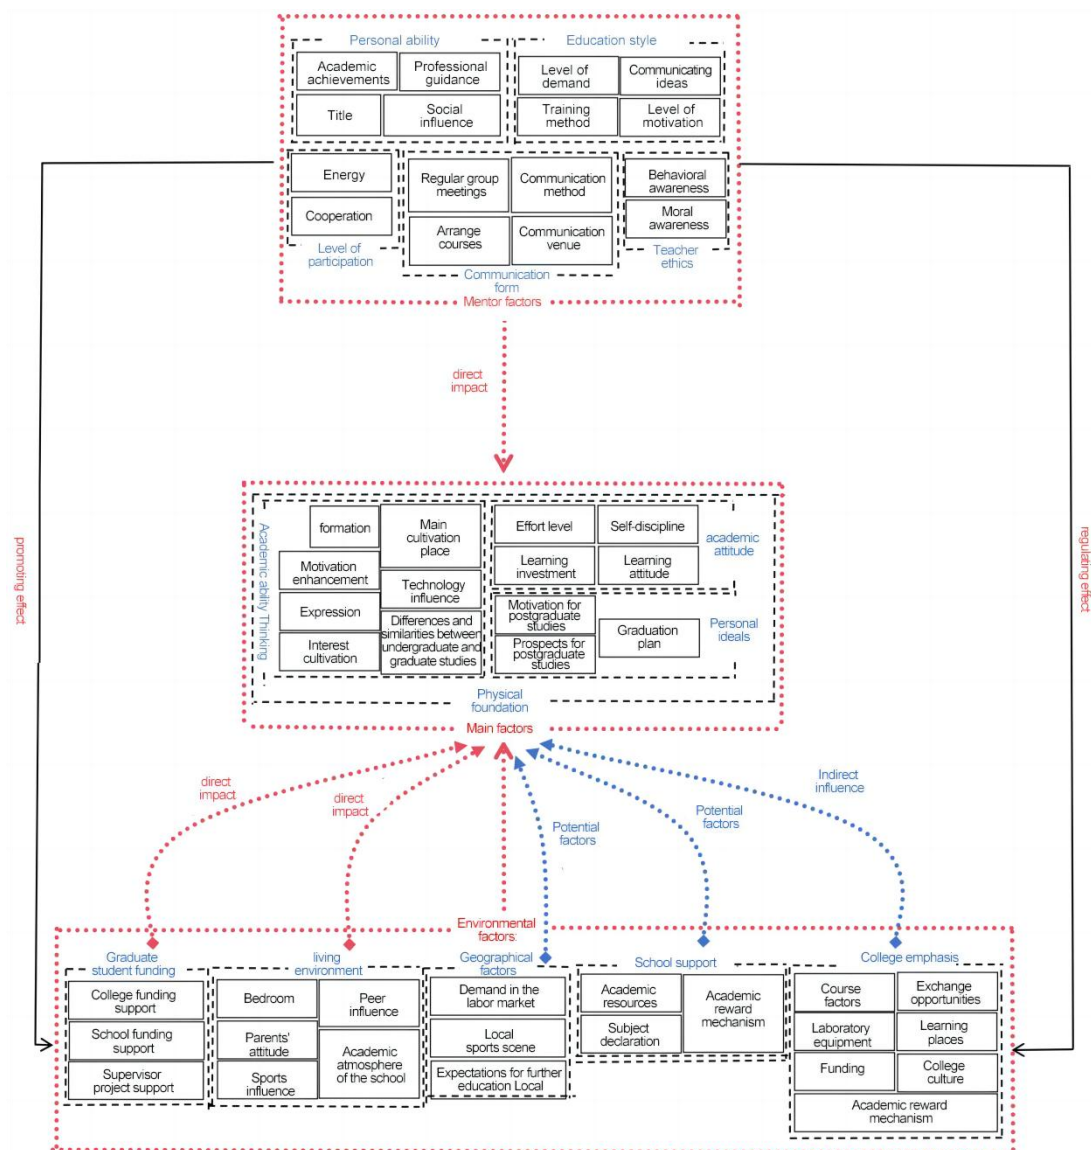 Personal ability
Education style
Academic
achievements
Professional
guidance
Title
Social
influence
Level of
demand
Communicating
ideas
Training
method
Level of
motivation
Energy
Cooperation
Level of
participation
Regular group
meetings
Communication
method
Arrange
courses
Communication
venue
Communication
form
Behavioral
awareness
Moral
awareness
Teacher
ethics
Mentor factors
direct
impact
promoting effect
regulating effect
Academic ability Thinking
formation
Main
cultivation
place
Motivation
enhancement
Technology
influence
Expression
Interest
cultivation
Differences and
similarities between
undergraduate and
graduate studies
Effort level
Self-discipline
Learning
investment
Learning
attitude
academic
attitude
Motivation for
postgraduate
studies
Prospects for
postgraduate
studies
Graduation
plan
Personal
ideals
Physical
foundation
Main factors
direct
impact
direct
impact
Potential
factors
Potential
factors
Indirect
influence
Environmental
factors:
Graduate
student funding
College funding
support
School funding
support
Supervisor
project support
living
environment
Bedroom
Peer
influence
Parents'
attitude
Academic
atmosphere
of the school
Sports
influence
Geographical
factors
Demand in the
labor market
Local
sports scene
Expectations for further
education Local
School support
Academic
resources
Subject
declaration
Academic
reward
mechanism
College emphasis
Course
factors
Exchange
opportunities
Laboratory
equipment
Learning
places
Funding
College
culture
Academic reward
mechanism